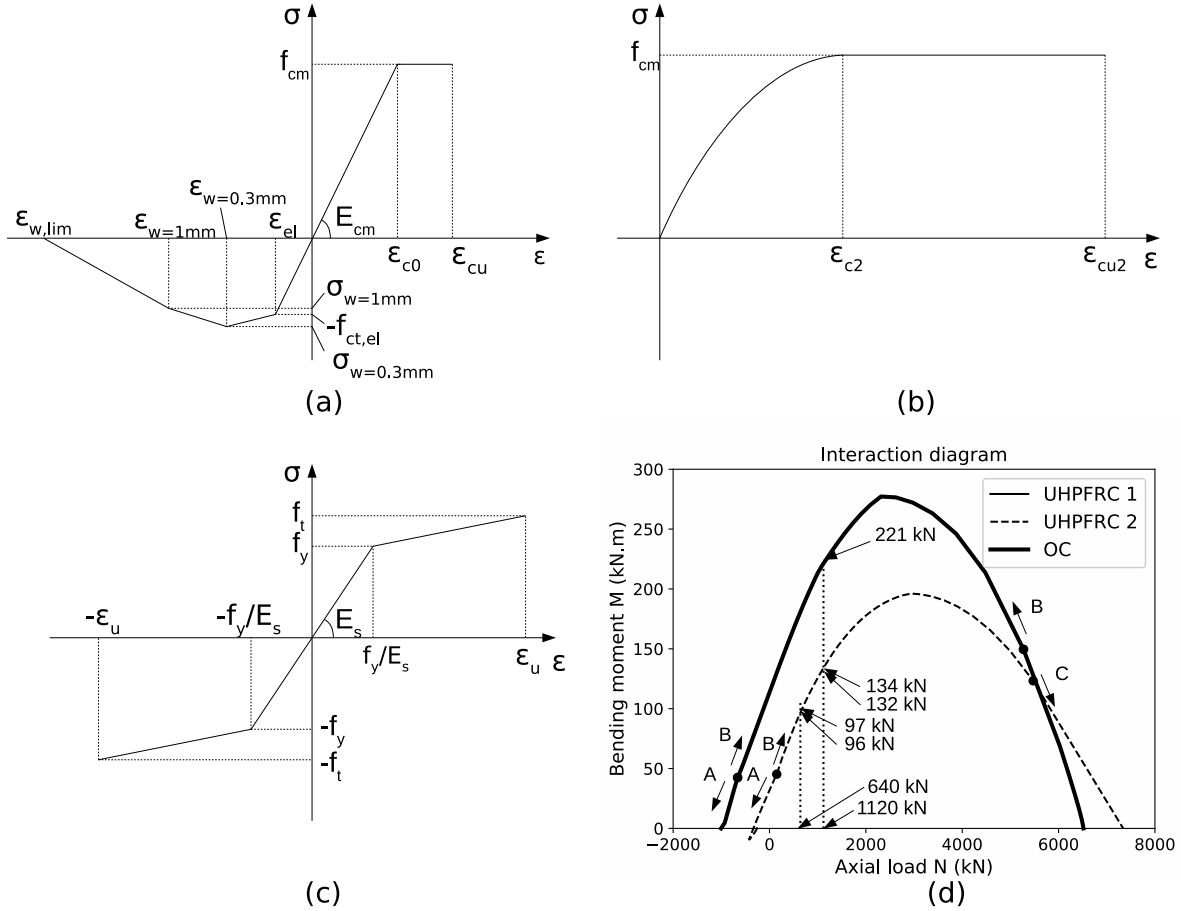 σ
f_cm
ε_w=0.3mm
ε_w,lim
ε_w=1mm
ε_el
E_cm
ε_c0
ε_cu
ε
σ_w=1mm
-f_ct,el
σ_w=0.3mm
(a)
σ
f_cm
ε_c2
ε_cu2
ε
(b)
σ
f_t
f_y
-ε_u
-f_y/E_s
E_s
f_y/E_s
ε_u
ε
-f_y
-f_t
(c)
Interaction diagram
300
250
200
150
100
50
0
Bending moment M (kN.m)
UHPFRC 1
UHPFRC 2
OC
221 kN
B
C
134 kN
132 kN
97 kN
96 kN
B
B
A
A
640 kN
1120 kN
−2000
0
2000
4000
6000
8000
Axial load N (kN)
(d)